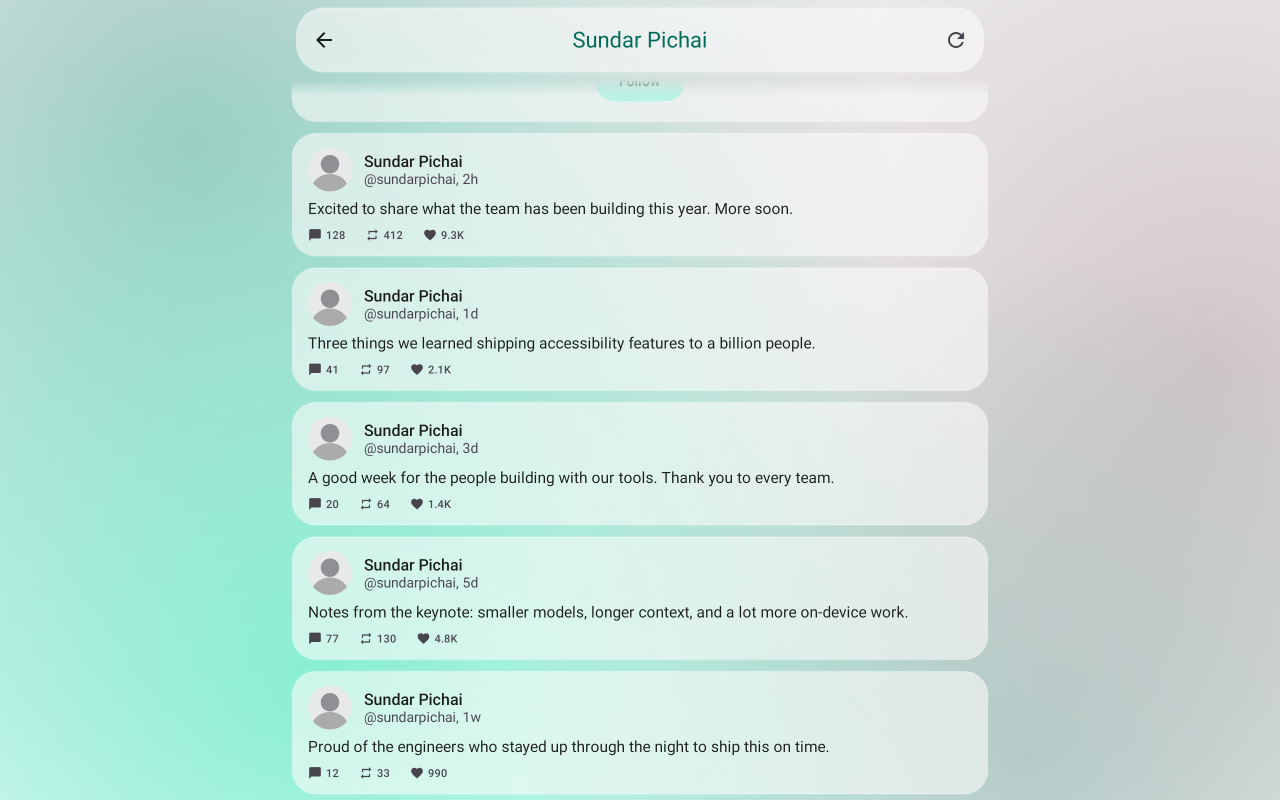 Sundar Pichai
Follow
Sundar Pichai
@sundarpichai, 2h
Excited to share what the team has been building this year. More soon.
128 412 9.3K
Sundar Pichai
@sundarpichai, 1d
Three things we learned shipping accessibility features to a billion people.
41 97 2.1K
Sundar Pichai
@sundarpichai, 3d
A good week for the people building with our tools. Thank you to every team.
20 64 1.4K
Sundar Pichai
@sundarpichai, 5d
Notes from the keynote: smaller models, longer context, and a lot more on-device work.
77 130 4.8K
Sundar Pichai
@sundarpichai, 1w
Proud of the engineers who stayed up through the night to ship this on time.
12 33 990